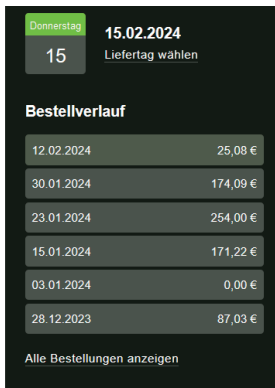 Donnerstag
15
15.02.2024
Liefertag wählen
Bestellverlauf
12.02.2024 25,08 €
30.01.2024 174,09 €
23.01.2024 254,00 €
15.01.2024 171,22 €
03.01.2024 0,00 €
28.12.2023 87,03 €
Alle Bestellungen anzeigen